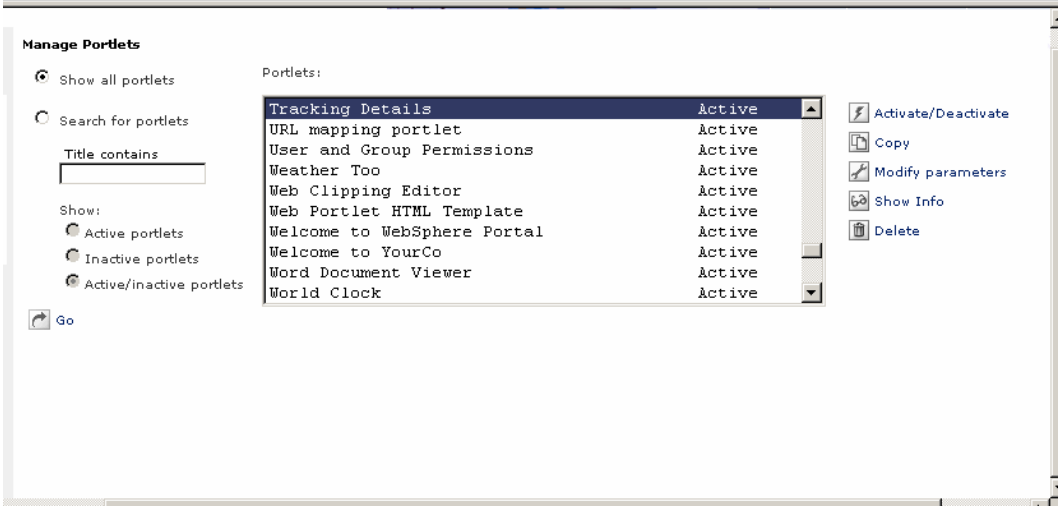 Manage Portlets
Show all portlets
Search for portlets
Title contains
Show:
Active portlets
Inactive portlets
Active/inactive portlets
Go
Portlets:
Tracking Details Active
URL mapping portlet Active
User and Group Permissions Active
Weather Too Active
Web Clipping Editor Active
Web Portlet HTML Template Active
Welcome to WebSphere Portal Active
Welcome to YourCo Active
Word Document Viewer Active
World Clock Active
Activate/Deactivate
Copy
Modify parameters
Show Info
Delete